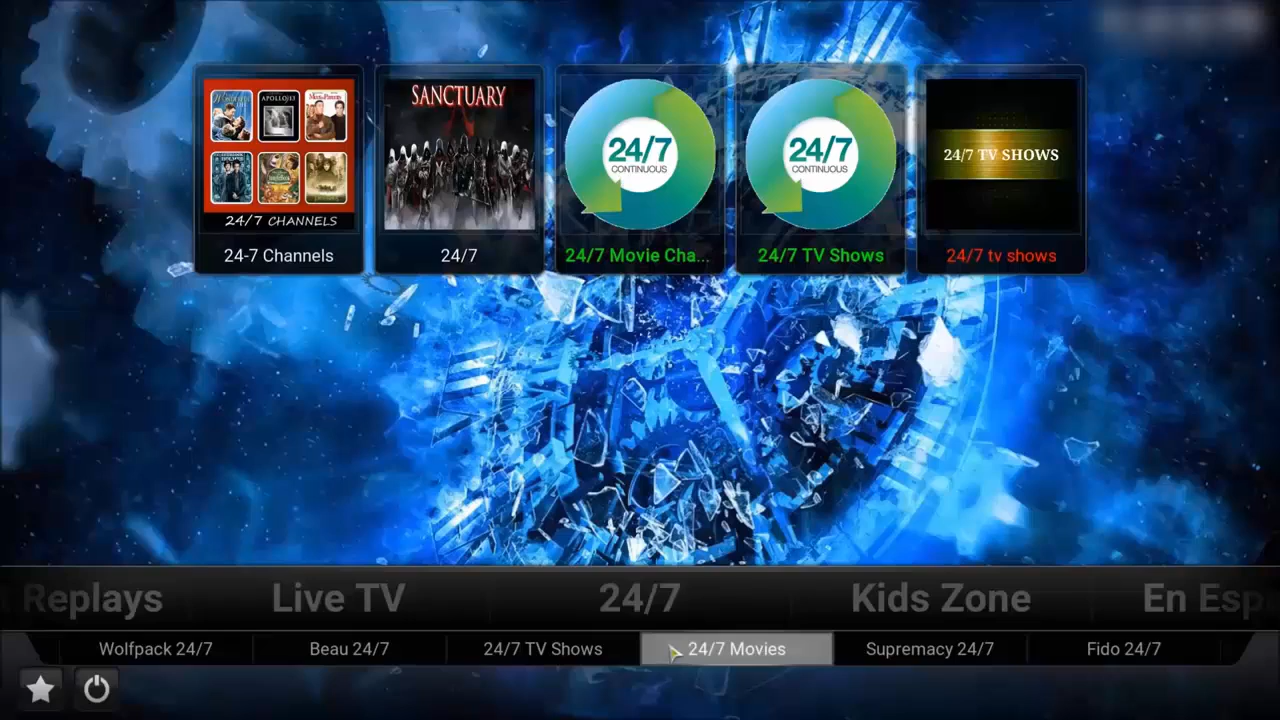 APOLLO 13
24/7 CHANNELS
24-7 Channels
SANCTUARY
24/7
24/7
CONTINUOUS
24/7 Movie Cha...
24/7
CONTINUOUS
24/7 TV Shows
24/7 TV SHOWS
24/7 tv shows
Replays
Live TV
24/7
Kids Zone
En Esp
Wolfpack 24/7
Beau 24/7
24/7 TV Shows
24/7 Movies
Supremacy 24/7
Fido 24/7